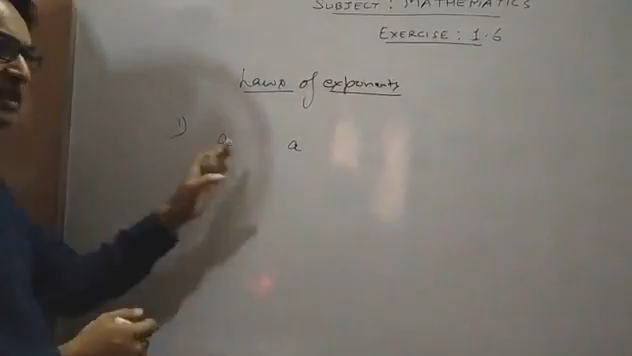 SUBJECT : MATHEMATICS
EXERCISE : 1.6
Laws of exponents
1) a a